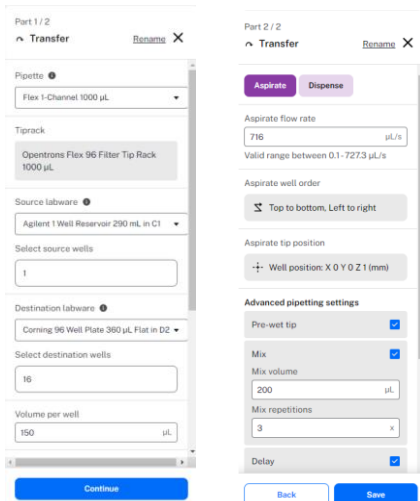 Part 1 / 2
Transfer Rename X
Pipette
Flex 1-Channel 1000 µL
Tiprack
Opentrons Flex 96 Filter Tip Rack
1000 µL
Source labware
Agilent 1 Well Reservoir 290 mL in C1
Select source wells
1
Destination labware
Corning 96 Well Plate 360 µL Flat in D2
Select destination wells
16
Volume per well
150 µL
Continue
Part 2 / 2
Transfer Rename X
Aspirate Dispense
Aspirate flow rate
716 µL/s
Valid range between 0.1-727.3 µL/s
Aspirate well order
Top to bottom, Left to right
Aspirate tip position
Well position: X 0 Y 0 Z 1 (mm)
Advanced pipetting settings
Pre-wet tip
Mix
Mix volume
200 µL
Mix repetitions
3 x
Delay
Back Save